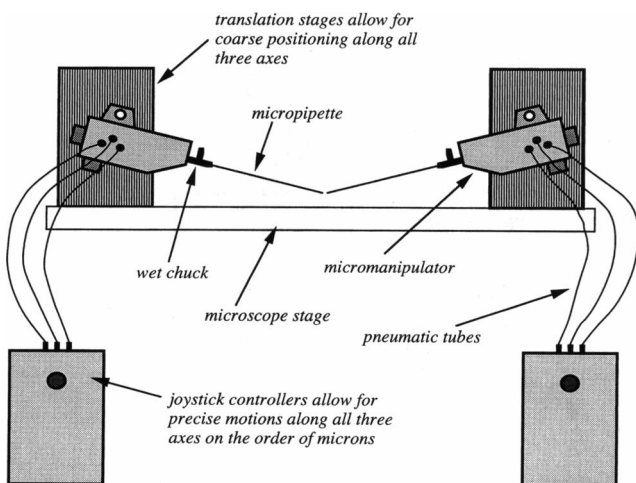 translation stages allow for
coarse positioning along all
three axes
micropipette
wet chuck
micromanipulator
microscope stage
pneumatic tubes
joystick controllers allow for
precise motions along all three
axes on the order of microns